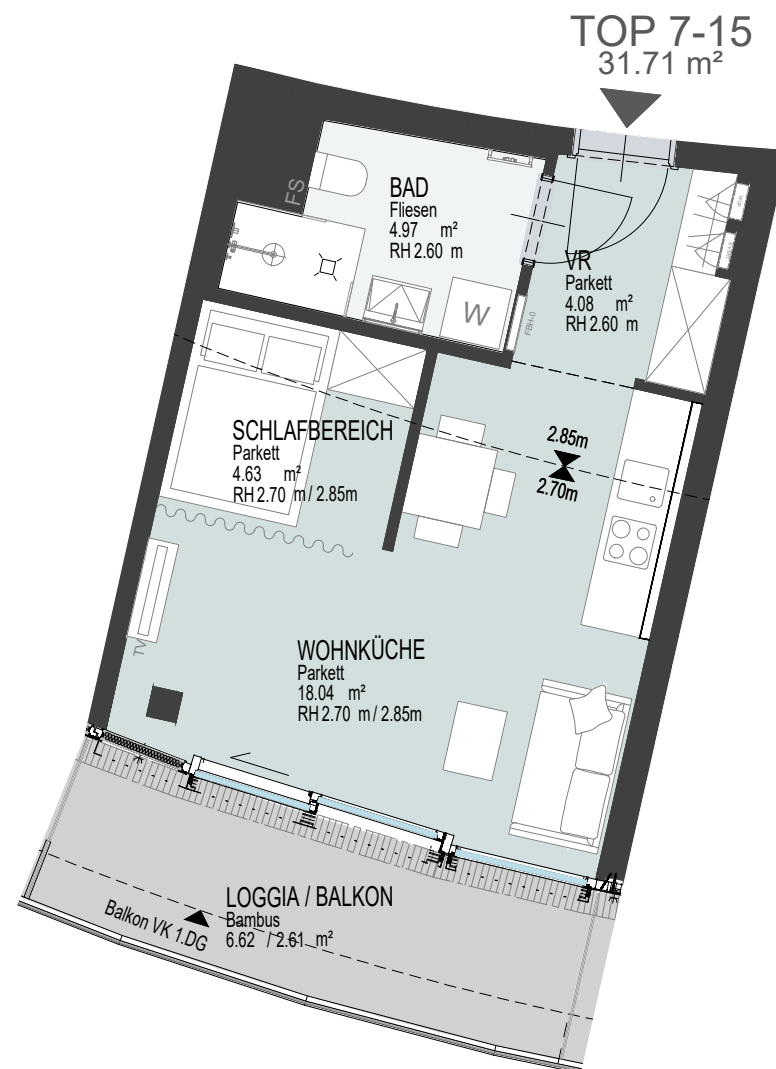 TOP 7-15
31.71 m²
FS
BAD
Fliesen
4.97 m²
RH 2.60 m
W
VR
Parkett
4.08 m²
RH 2.60 m
FBH-0
SCHLAFBEREICH
Parkett
4.63 m²
RH 2.70 m / 2.85m
2.85m
2.70m
TV
WOHNKÜCHE
Parkett
18.04 m²
RH 2.70 m / 2.85m
LOGGIA / BALKON
Bambus
6.62 / 2.61 m²
Balkon VK 1.DG